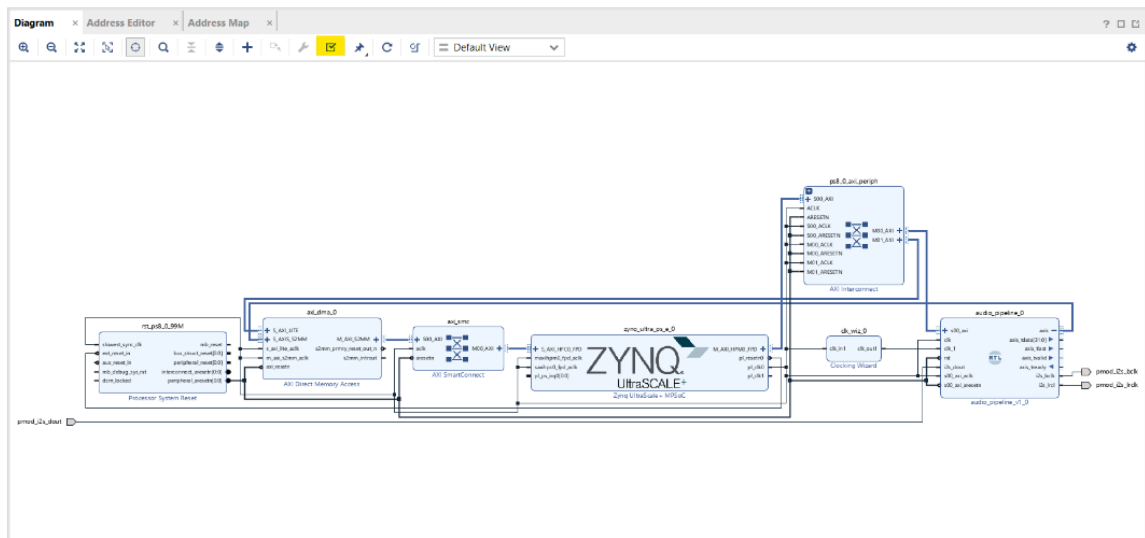 Diagram × Address Editor × Address Map ×
Default View
ps8_0_axi_periph
S00_AXI
ACLK
ARESETN
S00_ACLK
S00_ARESETN
M00_ACLK
M00_ARESETN
M01_ACLK
M01_ARESETN
M00_AXI
M01_AXI
AXI Interconnect
rst_ps8_0_99M
slowest_sync_clk
ext_reset_in
aux_reset_in
mb_debug_sys_rst
dcm_locked
mb_reset
bus_struct_reset[0:0]
peripheral_reset[0:0]
interconnect_aresetn[0:0]
peripheral_aresetn[0:0]
Processor System Reset
axi_dma_0
S_AXI_LITE
S_AXIS_S2MM
s_axi_lite_aclk
m_axi_s2mm_aclk
axi_resetn
M_AXI_S2MM
s2mm_prmry_reset_out_n
s2mm_introut
AXI Direct Memory Access
axi_smc
S00_AXI
aclk
aresetn
M00_AXI
AXI SmartConnect
zynq_ultra_ps_e_0
S_AXI_HPC0_FPD
maxihpm0_fpd_aclk
saxihpc0_fpd_aclk
pl_ps_irq0[0:0]
ZYNQ
UltraSCALE+
M_AXI_HPM0_FPD
pl_resetn0
pl_clk0
pl_clk1
Zynq UltraScale+ MPSoC
clk_wiz_0
clk_in1
clk_out1
Clocking Wizard
audio_pipeline_0
s00_axi
clk
clk_1
rst
i2s_dout
s00_axi_aclk
s00_axi_aresetn
axis
axis_tdata[31:0]
axis_tlast
axis_tvalid
axis_tready
i2s_bclk
i2s_lrcl
RTL
audio_pipeline_v1_0
pmod_i2s_bclk
pmod_i2s_lrclk
pmod_i2s_dout